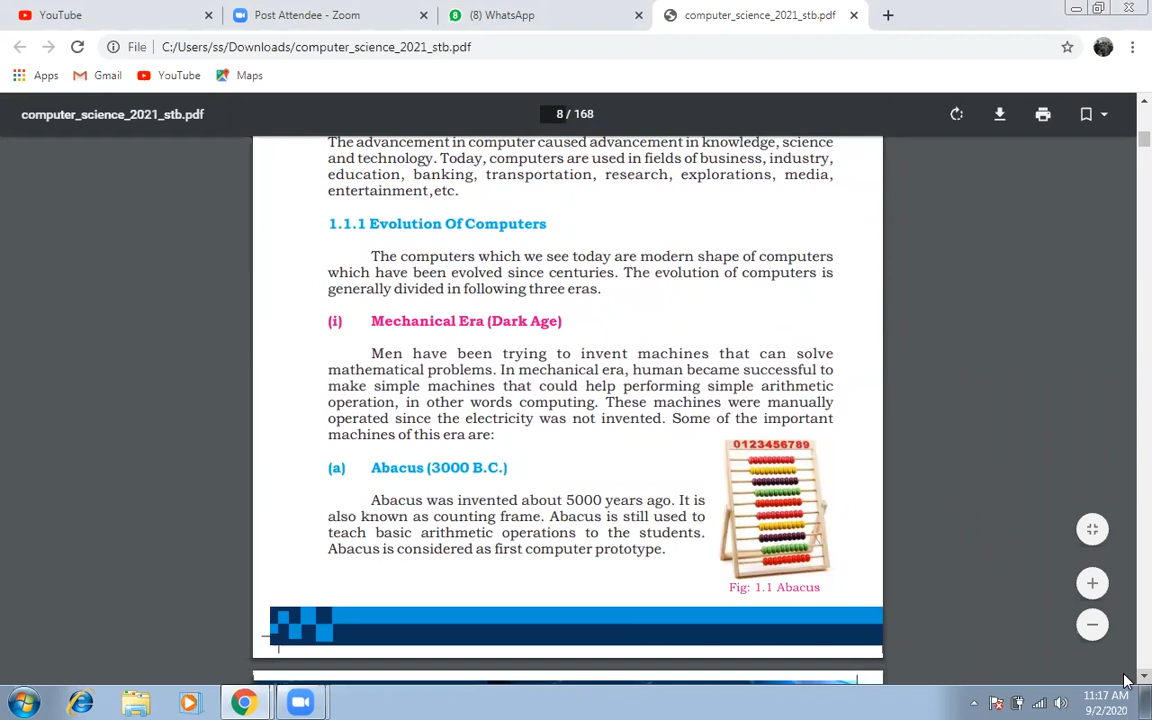 YouTube
Post Attendee - Zoom
(8) WhatsApp
computer_science_2021_stb.pdf
File C:/Users/ss/Downloads/computer_science_2021_stb.pdf
Apps Gmail YouTube Maps
computer_science_2021_stb.pdf
8 / 168
The advancement in computer caused advancement in knowledge, science
and technology. Today, computers are used in fields of business, industry,
education, banking, transportation, research, explorations, media,
entertainment,etc.
1.1.1 Evolution Of Computers
The computers which we see today are modern shape of computers
which have been evolved since centuries. The evolution of computers is
generally divided in following three eras.
(i) Mechanical Era (Dark Age)
Men have been trying to invent machines that can solve
mathematical problems. In mechanical era, human became successful to
make simple machines that could help performing simple arithmetic
operation, in other words computing. These machines were manually
operated since the electricity was not invented. Some of the important
machines of this era are:
0123456789
(a) Abacus (3000 B.C.)
Abacus was invented about 5000 years ago. It is
also known as counting frame. Abacus is still used to
teach basic arithmetic operations to the students.
Abacus is considered as first computer prototype.
Fig: 1.1 Abacus
11:17 AM
9/2/2020